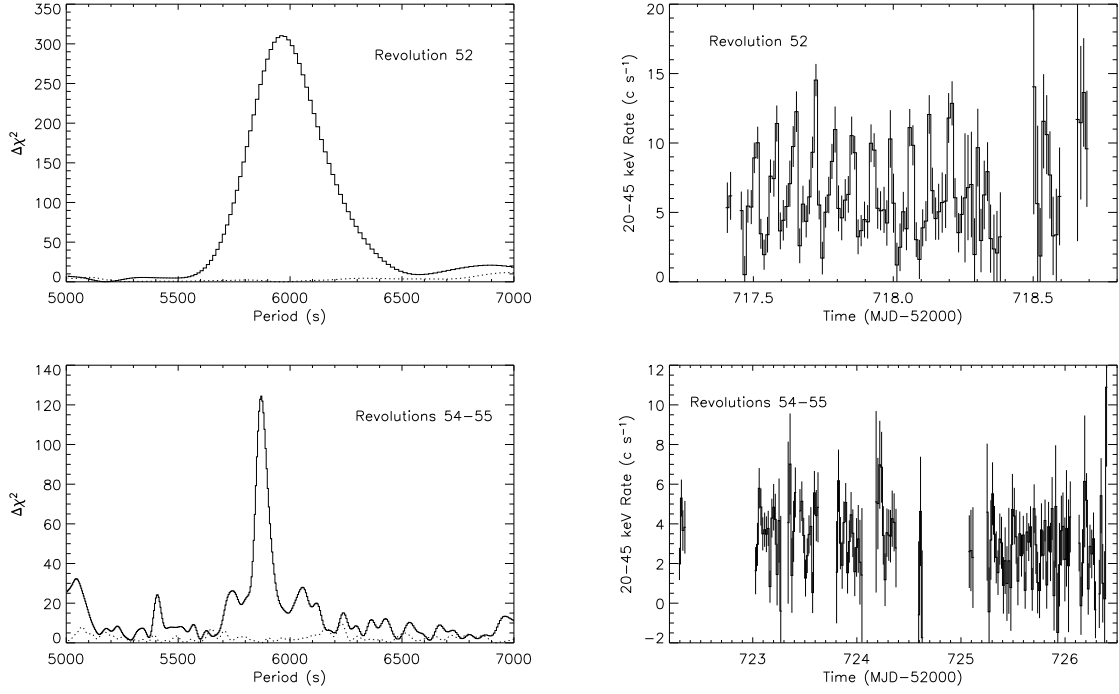 350
300
250
200
150
100
50
0
Δχ²
Revolution 52
5000 5500 6000 6500 7000
Period (s)
20
15
10
5
0
20−45 keV Rate (c s⁻¹)
Revolution 52
717.5 718.0 718.5
Time (MJD−52000)
140
120
100
80
60
40
20
0
Δχ²
Revolutions 54−55
5000 5500 6000 6500 7000
Period (s)
12
10
8
6
4
2
0
−2
20−45 keV Rate (c s⁻¹)
Revolutions 54−55
723 724 725 726
Time (MJD−52000)